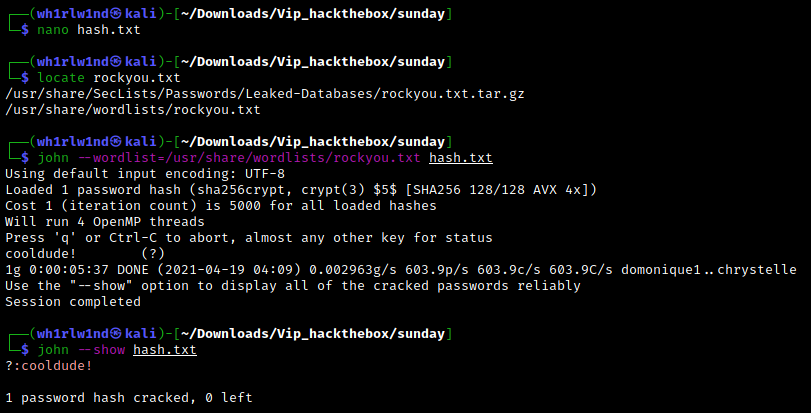 ┌──(wh1rlw1nd㉿kali)-[~/Downloads/Vip_hackthebox/sunday]
└─$ nano hash.txt
┌──(wh1rlw1nd㉿kali)-[~/Downloads/Vip_hackthebox/sunday]
└─$ locate rockyou.txt
/usr/share/SecLists/Passwords/Leaked-Databases/rockyou.txt.tar.gz
/usr/share/wordlists/rockyou.txt
┌──(wh1rlw1nd㉿kali)-[~/Downloads/Vip_hackthebox/sunday]
└─$ john --wordlist=/usr/share/wordlists/rockyou.txt hash.txt
Using default input encoding: UTF-8
Loaded 1 password hash (sha256crypt, crypt(3) $5$ [SHA256 128/128 AVX 4x])
Cost 1 (iteration count) is 5000 for all loaded hashes
Will run 4 OpenMP threads
Press 'q' or Ctrl-C to abort, almost any other key for status
cooldude!        (?)
1g 0:00:05:37 DONE (2021-04-19 04:09) 0.002963g/s 603.9p/s 603.9c/s 603.9C/s domonique1..chrystelle
Use the "--show" option to display all of the cracked passwords reliably
Session completed
┌──(wh1rlw1nd㉿kali)-[~/Downloads/Vip_hackthebox/sunday]
└─$ john --show hash.txt
?:cooldude!
1 password hash cracked, 0 left